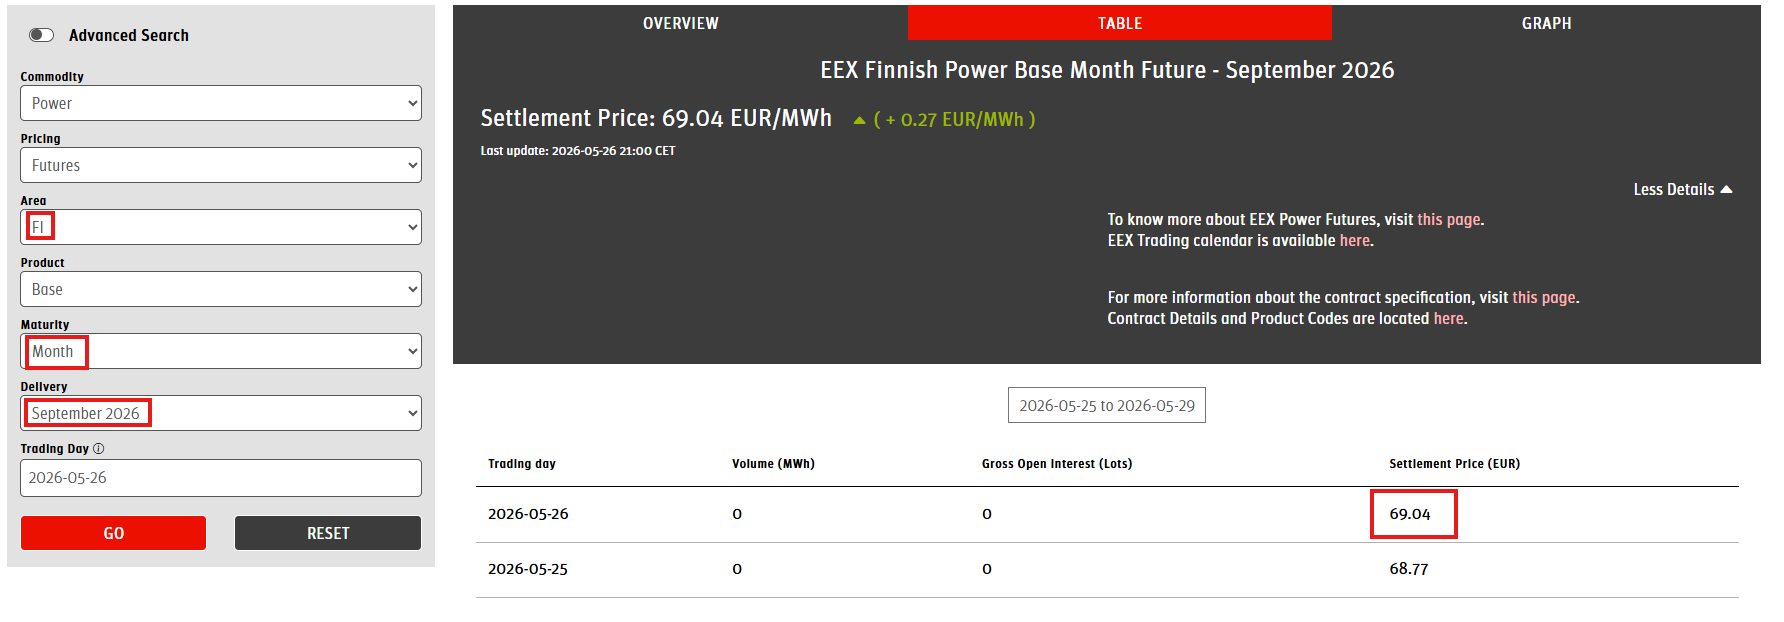 Advanced Search
Commodity
Power
Pricing
Futures
Area
FI
Product
Base
Maturity
Month
Delivery
September 2026
Trading Day ⓘ
2026-05-26
GO RESET
OVERVIEW TABLE GRAPH
EEX Finnish Power Base Month Future - September 2026
Settlement Price: 69.04 EUR/MWh ( + 0.27 EUR/MWh )
Last update: 2026-05-26 21:00 CET
Less Details
To know more about EEX Power Futures, visit this page.
EEX Trading calendar is available here.
For more information about the contract specification, visit this page.
Contract Details and Product Codes are located here.
2026-05-25 to 2026-05-29
Trading day Volume (MWh) Gross Open Interest (Lots) Settlement Price (EUR)
2026-05-26 0 0 69.04
2026-05-25 0 0 68.77